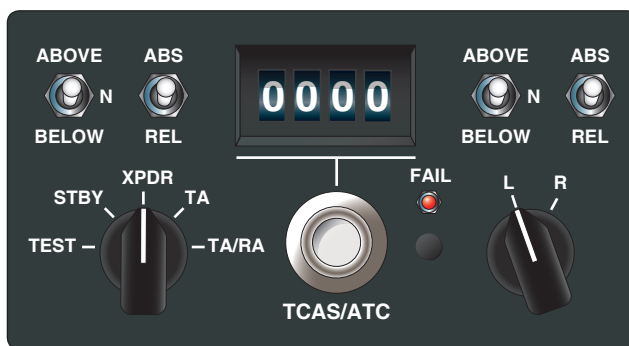 ABOVE ABS
N
BELOW REL
0000
ABOVE ABS
N
BELOW REL
XPDR
STBY TA
TEST TA/RA
FAIL
L R
TCAS/ATC